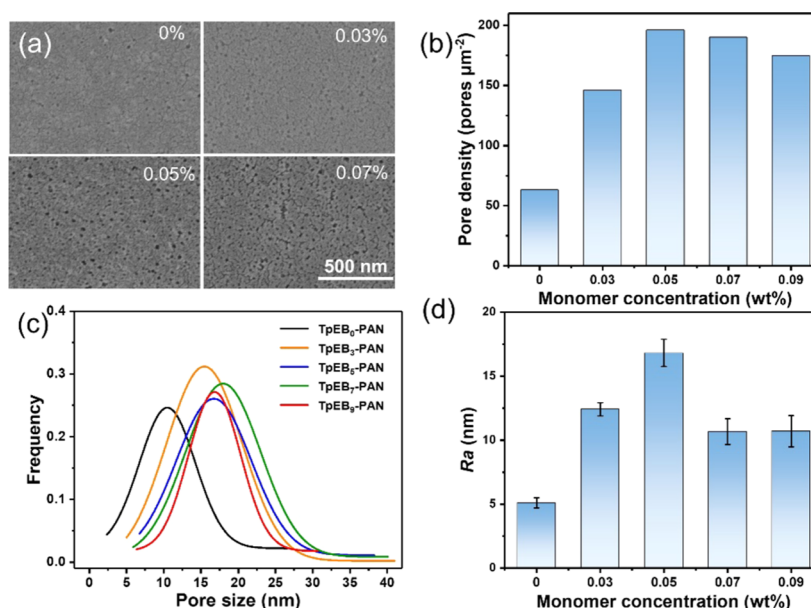 (a)
0%
0.03%
0.05%
0.07%
500 nm
(b)
Pore density (pores μm⁻²)
200
150
100
50
0
0 0.03 0.05 0.07 0.09
Monomer concentration (wt%)
(c)
Frequency
0.4
0.3
0.2
0.1
0.0
TpEB₀-PAN
TpEB₃-PAN
TpEB₅-PAN
TpEB₇-PAN
TpEB₉-PAN
0 5 10 15 20 25 30 35 40
Pore size (nm)
(d)
Ra (nm)
20
15
10
5
0
0 0.03 0.05 0.07 0.09
Monomer concentration (wt%)